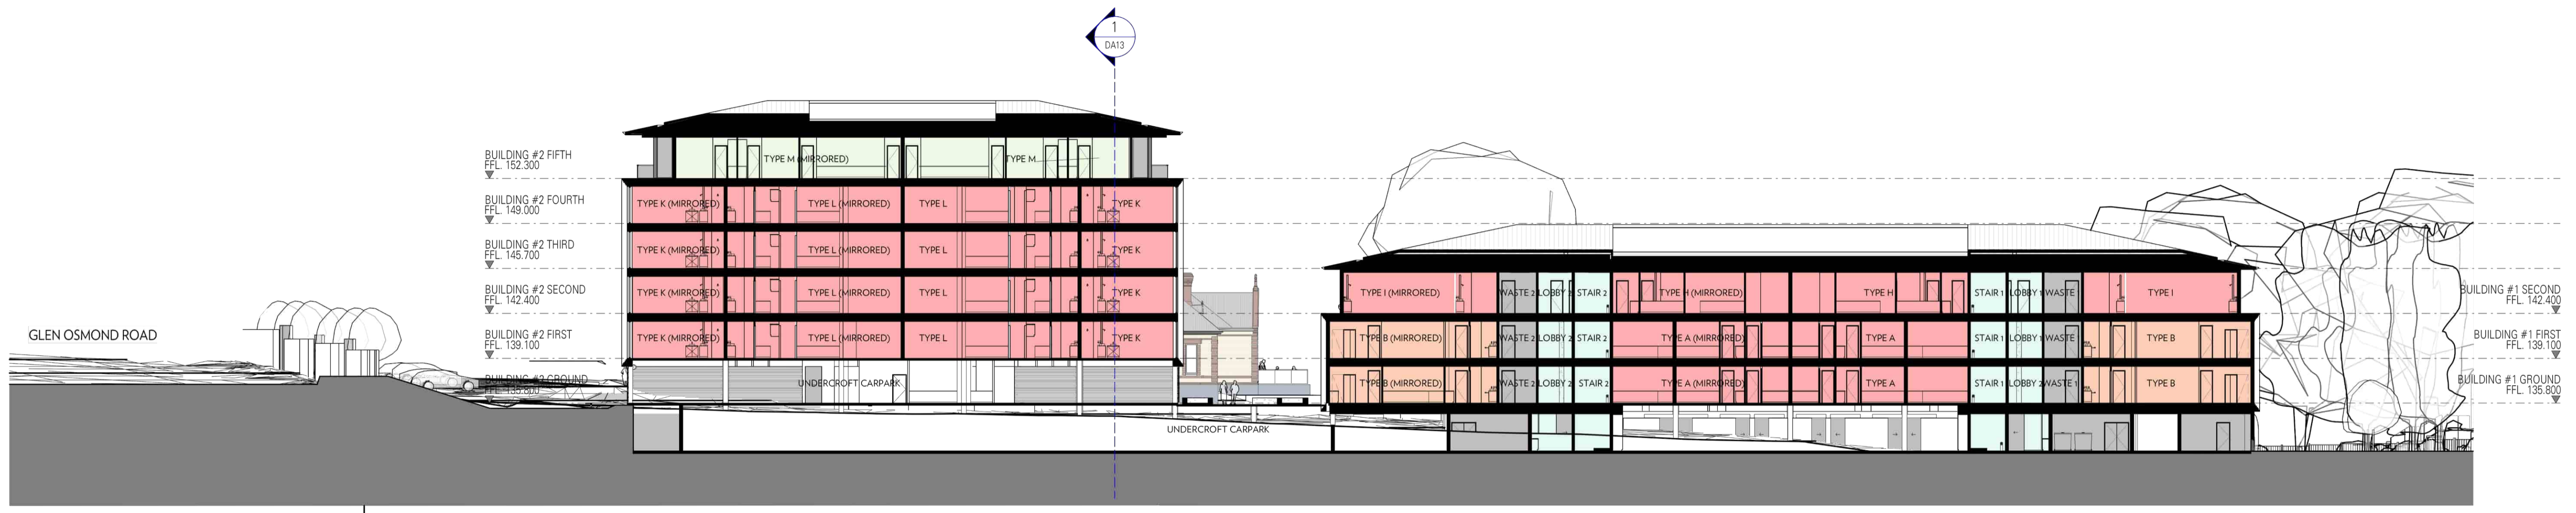 1
DA13
BUILDING #2 FIFTH
FFL. 152.300
TYPE M (MIRRORED)
TYPE M
BUILDING #2 FOURTH
FFL. 149.000
TYPE K (MIRRORED)
TYPE L (MIRRORED)
TYPE L
TYPE K
BUILDING #2 THIRD
FFL. 145.700
TYPE K (MIRRORED)
TYPE L (MIRRORED)
TYPE L
TYPE K
BUILDING #2 SECOND
FFL. 142.400
TYPE K (MIRRORED)
TYPE L (MIRRORED)
TYPE L
TYPE K
TYPE I (MIRRORED)
WASTE 2
LOBBY 2
STAIR 2
TYPE H (MIRRORED)
TYPE H
STAIR 1
LOBBY 1
WASTE
TYPE I
BUILDING #1 SECOND
FFL. 142.400
GLEN OSMOND ROAD
BUILDING #2 FIRST
FFL. 139.100
TYPE K (MIRRORED)
TYPE L (MIRRORED)
TYPE L
TYPE K
TYPE B (MIRRORED)
WASTE 2
LOBBY 2
STAIR 2
TYPE A (MIRRORED)
TYPE A
STAIR 1
LOBBY 1
WASTE
TYPE B
BUILDING #1 FIRST
FFL. 139.100
BUILDING #2 GROUND
FFL. 135.800
UNDERCROFT CARPARK
TYPE B (MIRRORED)
WASTE 2
LOBBY 2
STAIR 2
TYPE A (MIRRORED)
TYPE A
STAIR 1
LOBBY 2
WASTE 1
TYPE B
BUILDING #1 GROUND
FFL. 135.800
UNDERCROFT CARPARK